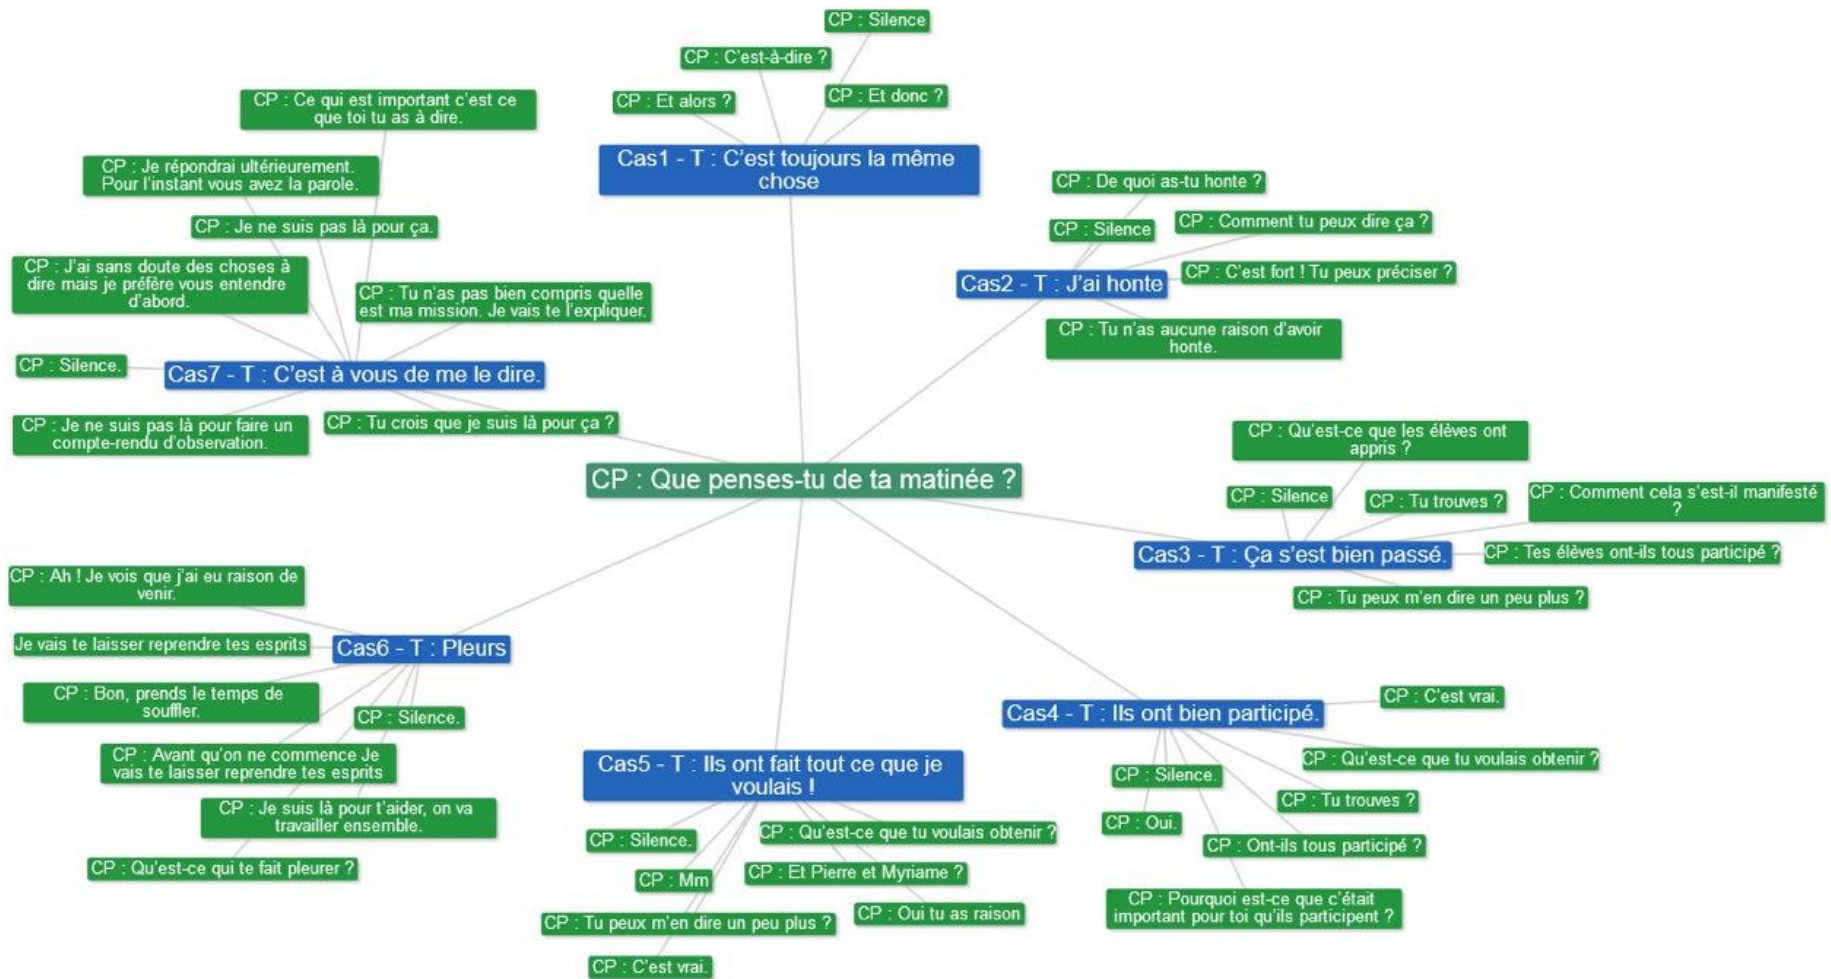 CP : Silence
CP : C'est-à-dire ?
CP : Et alors ?
CP : Et donc ?
Cas1 - T : C'est toujours la même
chose
CP : De quoi as-tu honte ?
CP : Silence
CP : Comment tu peux dire ça ?
CP : C'est fort ! Tu peux préciser ?
Cas2 - T : J'ai honte
CP : Tu n'as aucune raison d'avoir
honte.
CP : Ce qui est important c'est ce
que toi tu as à dire.
CP : Je répondrai ultérieurement.
Pour l'instant vous avez la parole.
CP : Je ne suis pas là pour ça.
CP : J'ai sans doute des choses à
dire mais je préfère vous entendre
d'abord.
CP : Tu n'as pas bien compris quelle
est ma mission. Je vais te l'expliquer.
CP : Silence.
Cas7 - T : C'est à vous de me le dire.
CP : Je ne suis pas là pour faire un
compte-rendu d'observation.
CP : Tu crois que je suis là pour ça ?
CP : Que penses-tu de ta matinée ?
CP : Qu'est-ce que les élèves ont
appris ?
CP : Silence
CP : Tu trouves ?
CP : Comment cela s'est-il manifesté
?
Cas3 - T : Ça s'est bien passé.
CP : Tes élèves ont-ils tous participé ?
CP : Tu peux m'en dire un peu plus ?
CP : Ah ! Je vois que j'ai eu raison de
venir.
Je vais te laisser reprendre tes esprits
Cas6 - T : Pleurs
CP : Bon, prends le temps de
souffler.
CP : Silence.
CP : Avant qu'on ne commence Je
vais te laisser reprendre tes esprits
CP : Je suis là pour t'aider, on va
travailler ensemble.
CP : Qu'est-ce qui te fait pleurer ?
Cas5 - T : Ils ont fait tout ce que je
voulais !
CP : Silence.
CP : Qu'est-ce que tu voulais obtenir ?
CP : Mm
CP : Et Pierre et Myriame ?
CP : Tu peux m'en dire un peu plus ?
CP : Oui tu as raison
CP : C'est vrai.
Cas4 - T : Ils ont bien participé.
CP : C'est vrai.
CP : Qu'est-ce que tu voulais obtenir ?
CP : Silence.
CP : Tu trouves ?
CP : Oui.
CP : Ont-ils tous participé ?
CP : Pourquoi est-ce que c'était
important pour toi qu'ils participent ?